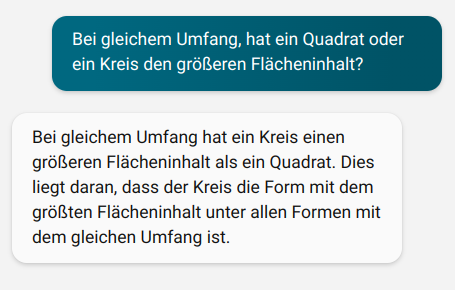 Bei gleichem Umfang, hat ein Quadrat oder
ein Kreis den größeren Flächeninhalt?
Bei gleichem Umfang hat ein Kreis einen
größeren Flächeninhalt als ein Quadrat. Dies
liegt daran, dass der Kreis die Form mit dem
größten Flächeninhalt unter allen Formen mit
dem gleichen Umfang ist.